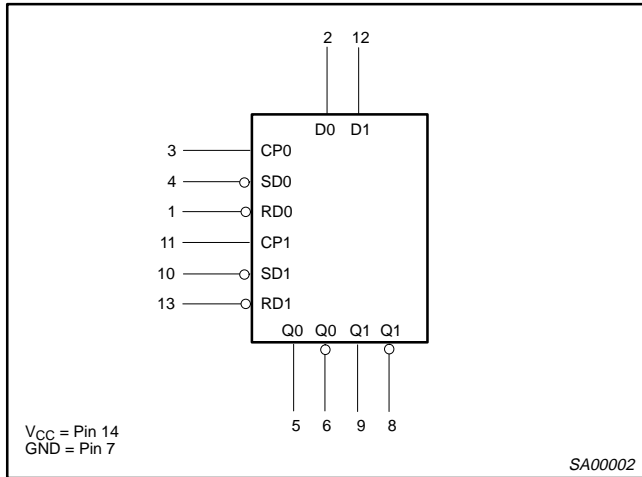 2 12
D0 D1
3 CP0
4 SD0
1 RD0
11 CP1
10 SD1
13 RD1
Q0 Q0 Q1 Q1
5 6 9 8
VCC = Pin 14
GND = Pin 7
SA00002